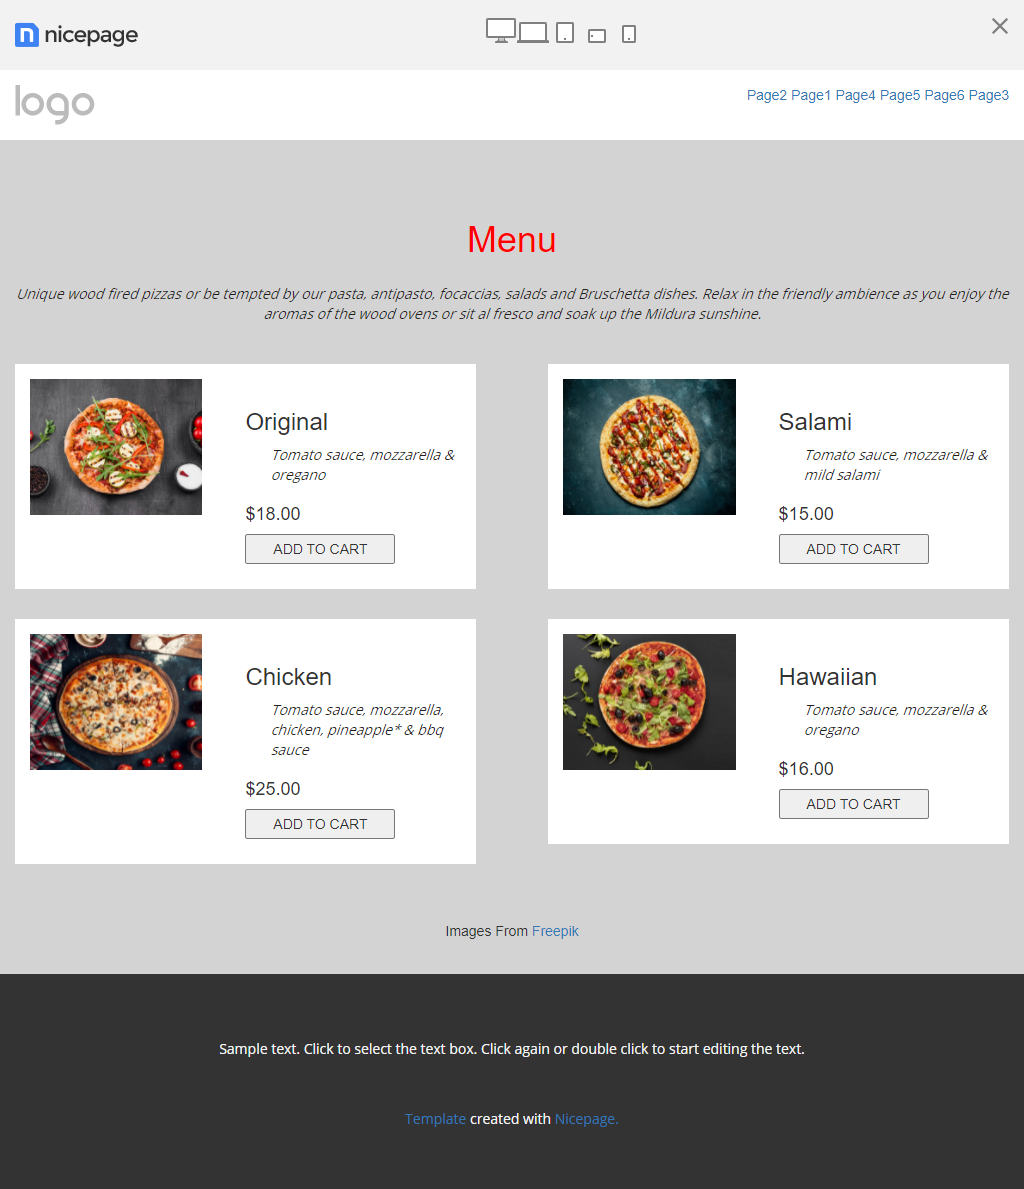 nicepage
logo
Page2 Page1 Page4 Page5 Page6 Page3
Menu
Unique wood fired pizzas or be tempted by our pasta, antipasto, focaccias, salads and Bruschetta dishes. Relax in the friendly ambience as you enjoy the
aromas of the wood ovens or sit al fresco and soak up the Mildura sunshine.
Original
Tomato sauce, mozzarella &
oregano
$18.00
ADD TO CART
Salami
Tomato sauce, mozzarella &
mild salami
$15.00
ADD TO CART
Chicken
Tomato sauce, mozzarella,
chicken, pineapple* & bbq
sauce
$25.00
ADD TO CART
Hawaiian
Tomato sauce, mozzarella &
oregano
$16.00
ADD TO CART
Images From Freepik
Sample text. Click to select the text box. Click again or double click to start editing the text.
Template created with Nicepage.